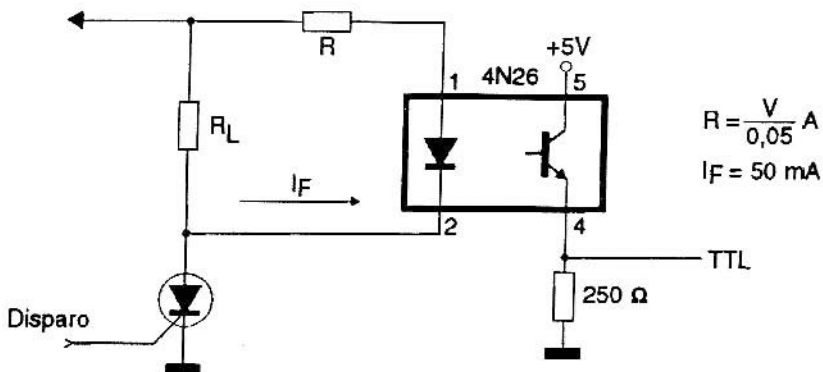 R
+5V
1
4N26
5
R = V/0,05 A
RL
IF = 50 mA
IF
2
4
TTL
250 Ω
Disparo